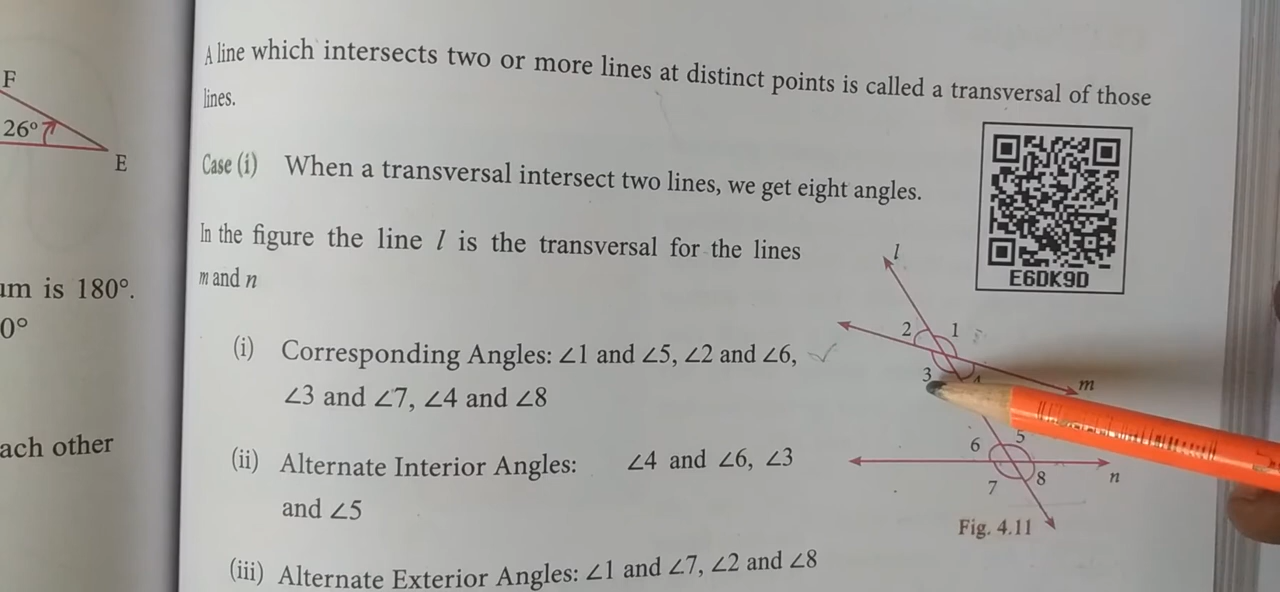 F
26°
E
um is 180°.
0°
ach other
A line which intersects two or more lines at distinct points is called a transversal of those
lines.
Case (i) When a transversal intersect two lines, we get eight angles.
In the figure the line l is the transversal for the lines
m and n
(i) Corresponding Angles: ∠1 and ∠5, ∠2 and ∠6,
∠3 and ∠7, ∠4 and ∠8
(ii) Alternate Interior Angles: ∠4 and ∠6, ∠3
and ∠5
(iii) Alternate Exterior Angles: ∠1 and ∠7, ∠2 and ∠8
E6DK9D
l
2 1
3
m
6 5
7 8
n
Fig. 4.11